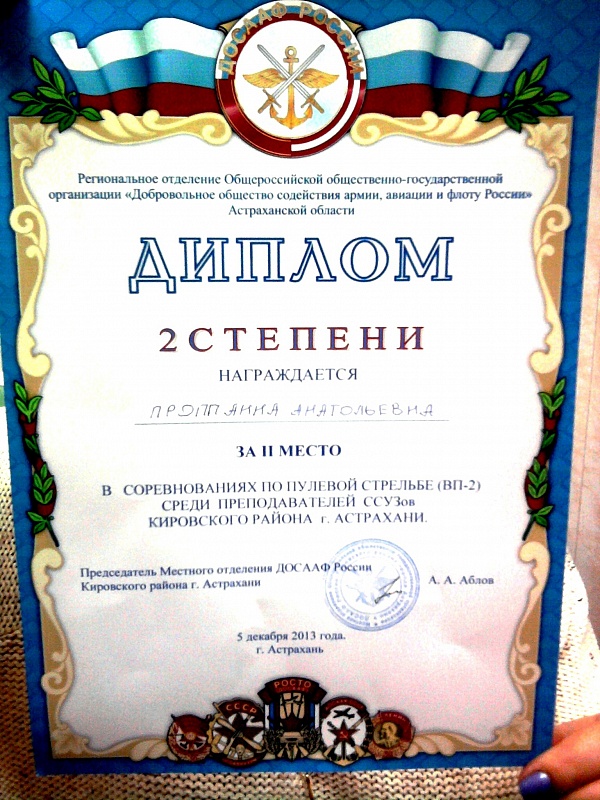 ДОСААФ РОССИИ
Региональное отделение Общероссийской общественно-государственной
организации «Добровольное общество содействия армии, авиации и флоту России»
Астраханской области
ДИПЛОМ
2 СТЕПЕНИ
НАГРАЖДАЕТСЯ
АННА АНАТОЛЬЕВНА
ЗА II МЕСТО
В СОРЕВНОВАНИЯХ ПО ПУЛЕВОЙ СТРЕЛЬБЕ (ВП-2)
СРЕДИ ПРЕПОДАВАТЕЛЕЙ ССУЗов
КИРОВСКОГО РАЙОНА г. АСТРАХАНИ.
Председатель Местного отделения ДОСААФ России
Кировского района г. Астрахани
А. А. Аблов
5 декабря 2013 года.
г. Астрахань
РОСТО
СССР